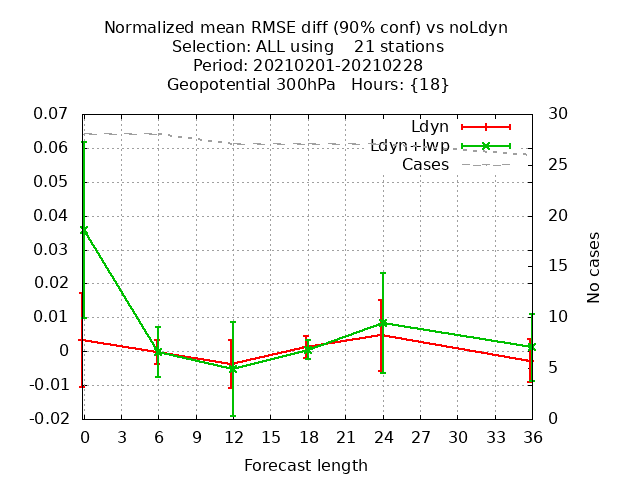 Normalized mean RMSE diff (90% conf) vs noLdyn
Selection: ALL using    21 stations
Period: 20210201-20210228
Geopotential 300hPa   Hours: {18}
0.07
0.06
0.05
0.04
0.03
0.02
0.01
0
-0.01
-0.02
30
25
20
15
10
5
0
No cases
Ldyn
Ldyn+lwp
Cases
0 3 6 9 12 15 18 21 24 27 30 33 36
Forecast length